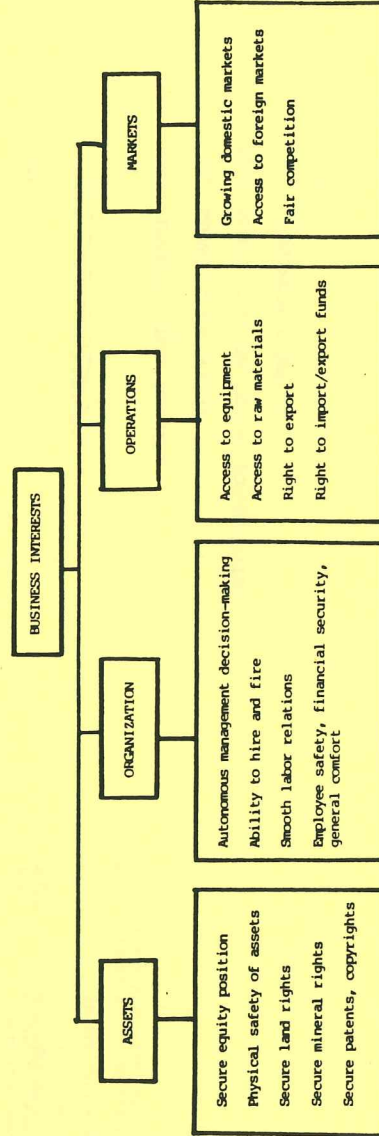 BUSINESS INTERESTS
ASSETS
Secure equity position
Physical safety of assets
Secure land rights
Secure mineral rights
Secure patents, copyrights
ORGANIZATION
Autonomous management decision-making
Ability to hire and fire
Smooth labor relations
Employee safety, financial security,
general comfort
OPERATIONS
Access to equipment
Access to raw materials
Right to export
Right to import/export funds
MARKETS
Growing domestic markets
Access to foreign markets
Fair competition